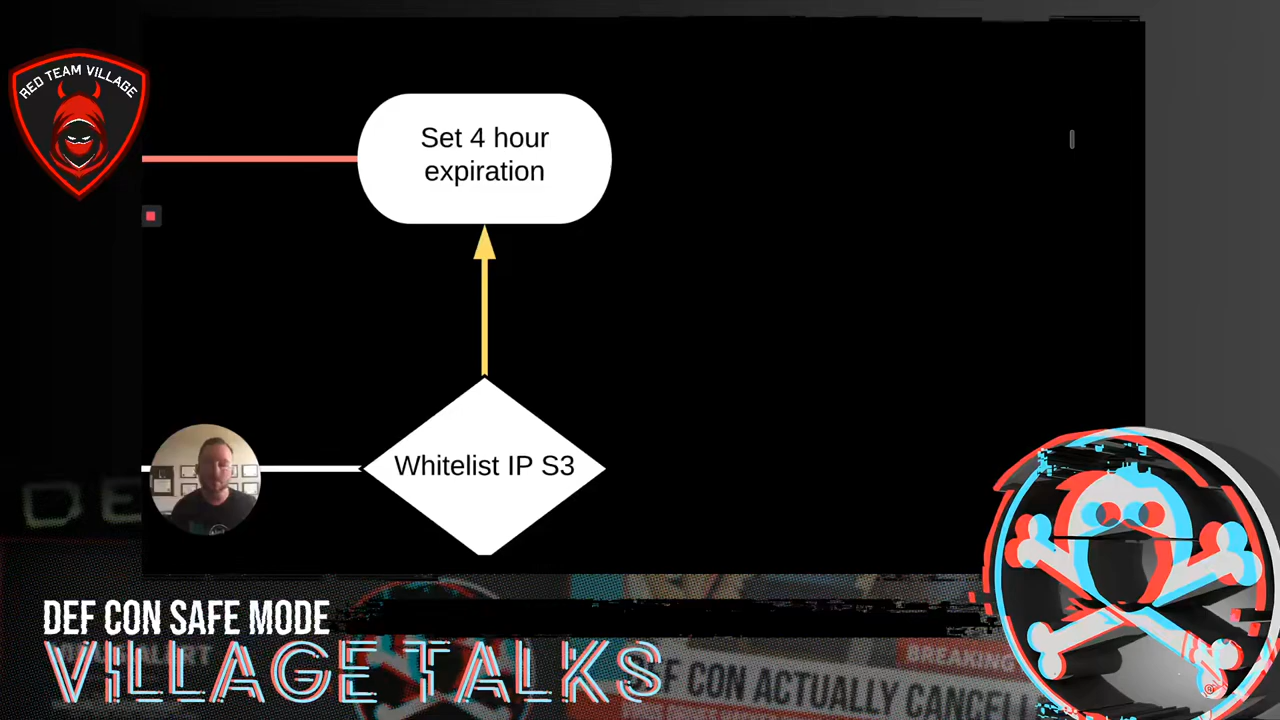 RED TEAM VILLAGE
Set 4 hour
expiration
Whitelist IP S3
DEF CON SAFE MODE
VILLAGE TALKS
BREAKING
DEF CON ACTUALLY